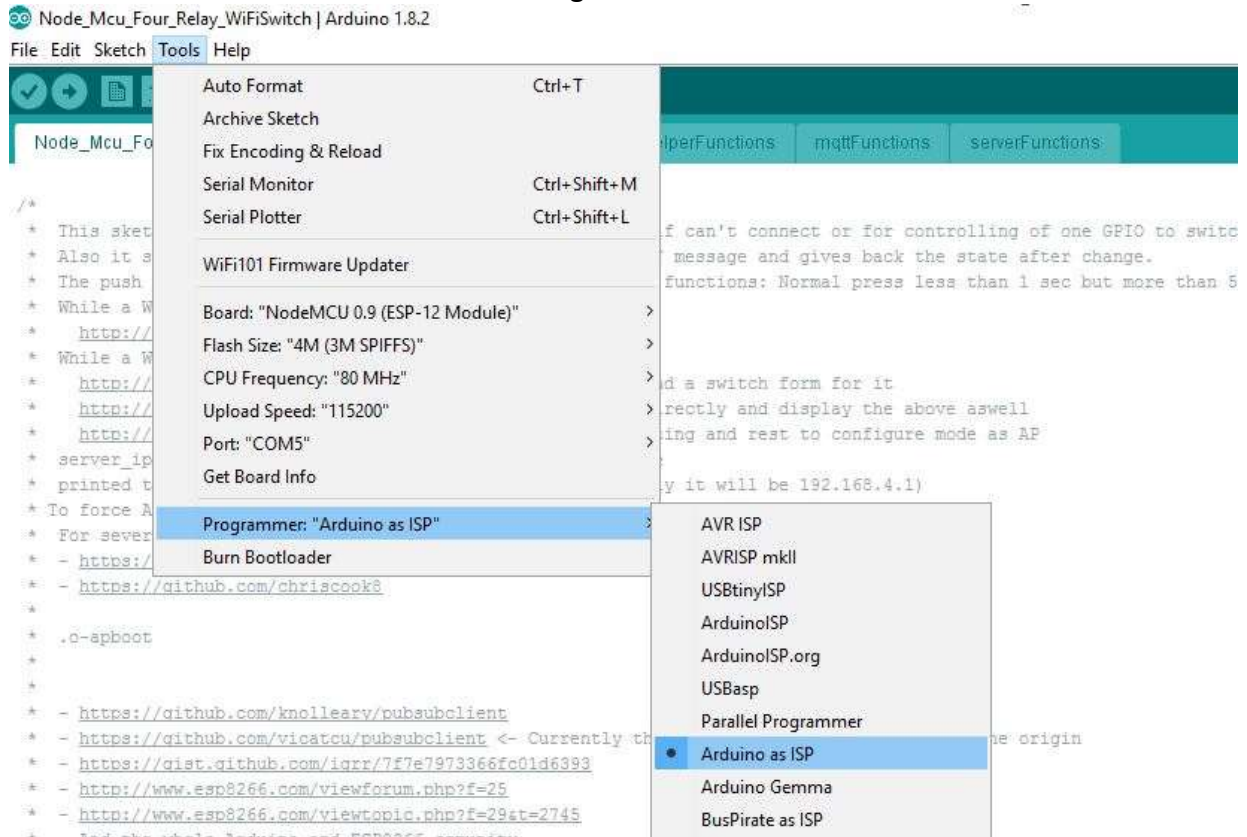 Node_Mcu_Four_Relay_WiFiSwitch | Arduino 1.8.2
File Edit Sketch Tools Help
Auto Format Ctrl+T
Archive Sketch
Node_Mcu_Fo lperFunctions mqttFunctions serverFunctions
Fix Encoding & Reload
Serial Monitor Ctrl+Shift+M
/*
Serial Plotter Ctrl+Shift+L
* This sket f can't connect or for controlling of one GPIO to switc
* Also it s message and gives back the state after change.
WiFi101 Firmware Updater
* The push functions: Normal press less than 1 sec but more than 5
* While a W
Board: "NodeMCU 0.9 (ESP-12 Module)"
* http://
Flash Size: "4M (3M SPIFFS)"
* While a W
CPU Frequency: "80 MHz"
* http:// d a switch form for it
Upload Speed: "115200"
* http:// rectly and display the above aswell
* http:// ing and rest to configure mode as AP
Port: "COM5"
* server_ip
Get Board Info
* printed t y it will be 192.168.4.1)
* To force A
Programmer: "Arduino as ISP"
AVR ISP
* For sever
Burn Bootloader
AVRISP mkII
* - https:/
* - https://github.com/chriscook8
USBtinyISP
*
ArduinoISP
* .o-apboot
ArduinoISP.org
*
*
USBasp
* - https://github.com/knolleary/pubsubclient
Parallel Programmer
* - https://github.com/vicatcu/pubsubclient <- Currently th he origin
Arduino as ISP
* - https://gist.github.com/igrr/7f7e7973366fc01d6393
* - http://www.esp8266.com/viewforum.php?f=25
Arduino Gemma
* - http://www.esp8266.com/viewtopic.php?f=29&t=2745
BusPirate as ISP